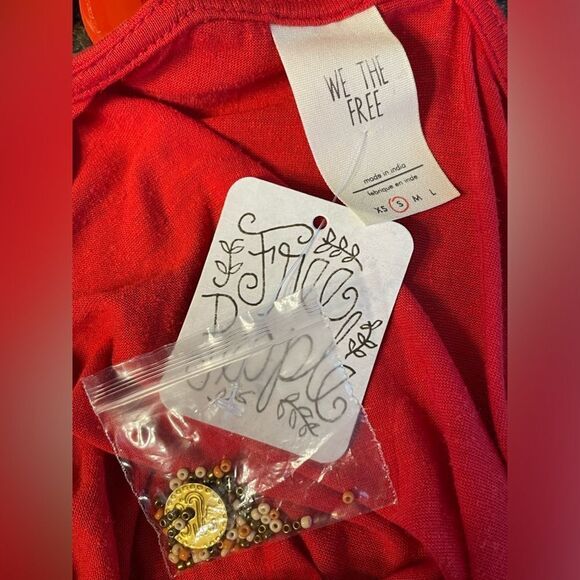 WE THE
FREE
made in india
fabriqué en inde
XS S M L
Free
People